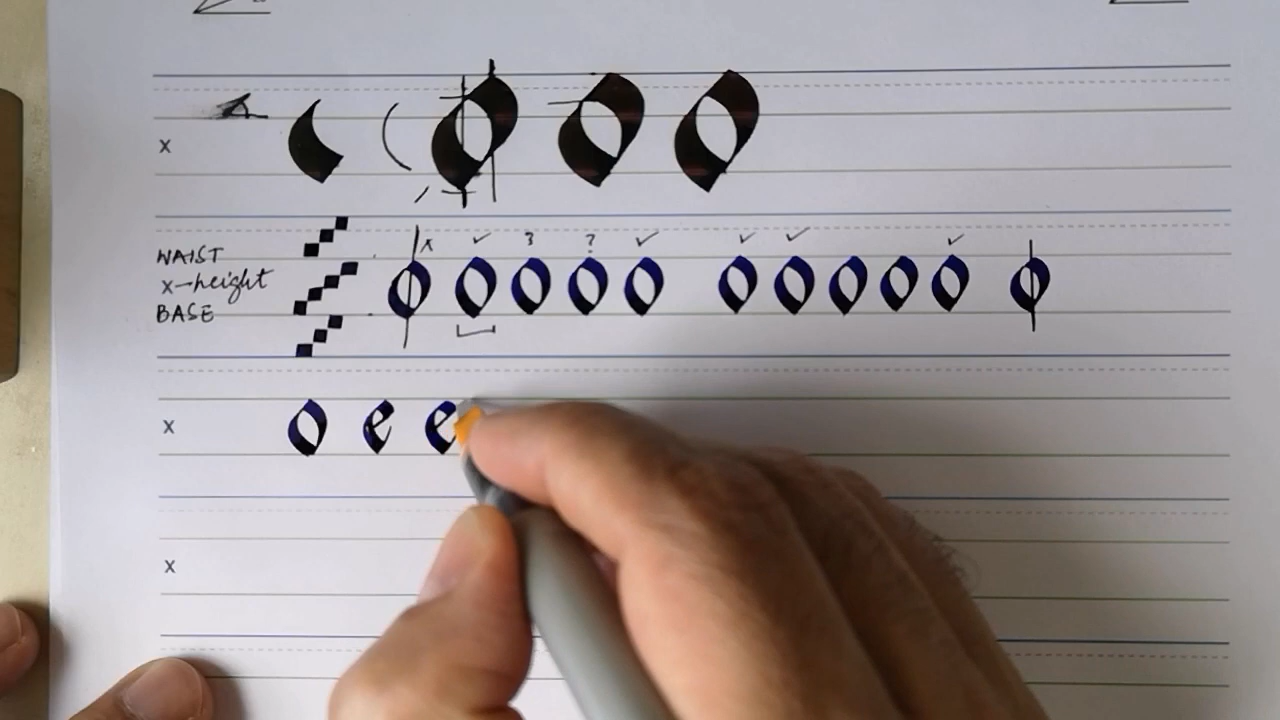 x ( O O O
WAIST
x-height
BASE
x ✓ ? ? ✓ ✓ ✓ ✓
o o o o o o o o o o o
x o e e
x